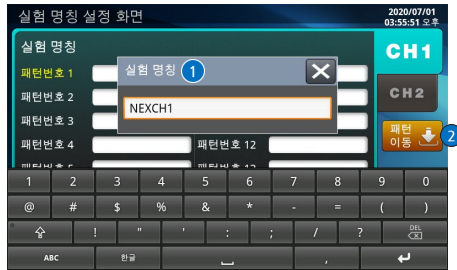 실험 명칭 설정 화면
2020/07/01
03:55:51 오후
실험 명칭
CH1
실험 명칭 1
X
패턴번호 1
패턴번호 2
CH2
NEXCH1
패턴번호 3
패턴번호 4
패턴번호 12
패턴
이동
2
1 2 3 4 5 6 7 8 9 0
@ # $ % & * - = ( )
! " ' : ; / ? DEL
ABC 한글 ,